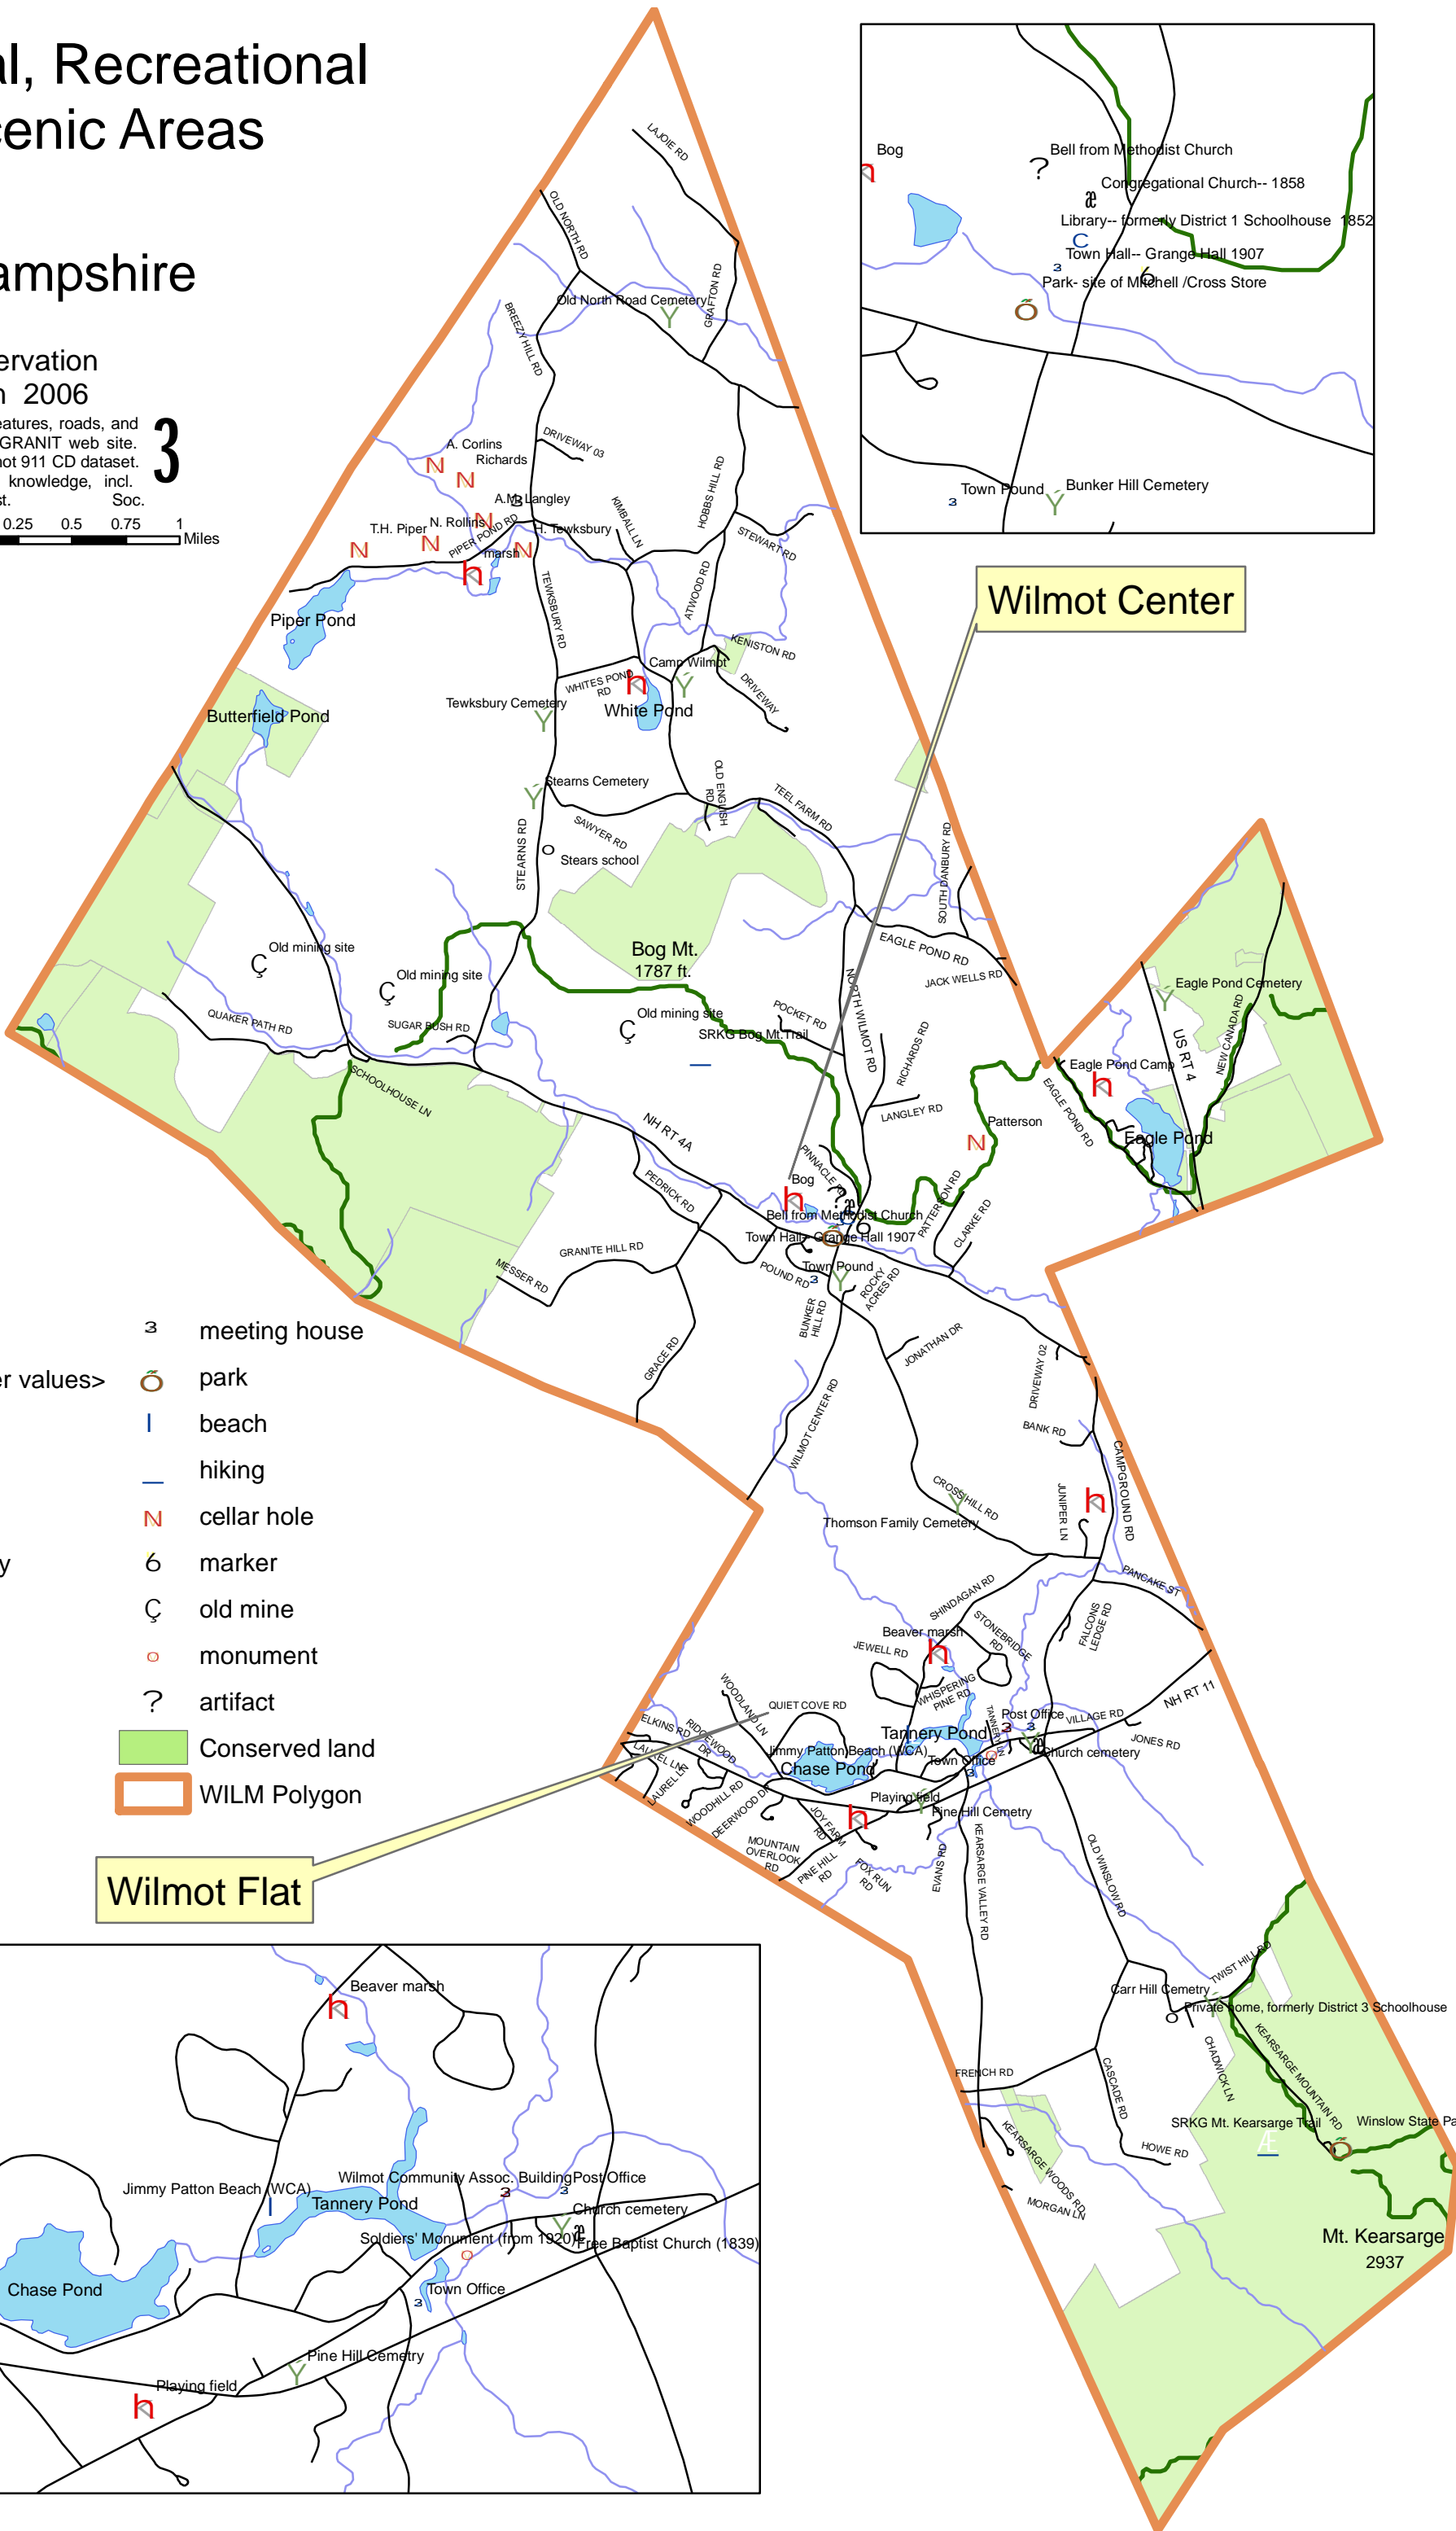 al, Recreational
cenic Areas
ampshire
ervation
n 2006
eatures, roads, and
GRANIT web site.
not 911 CD dataset.
knowledge, incl.
st. Soc.
3
0.25 0.5 0.75 1
Miles
Bog
Bell from Methodist Church
Congregational Church-- 1858
Library-- formerly District 1 Schoolhouse 1852
Town Hall-- Grange Hall 1907
Park- site of Mitchell /Cross Store
Town Pound
Bunker Hill Cemetery
Wilmot Center
LAJOIE RD
OLD NORTH RD
GRAFTON RD
Old North Road Cemetery
BREEZY HILL RD
DRIVEWAY 03
A. Corlins
Richards
A.M. Langley
T.H. Piper
N. Rollins
H. Tewksbury
PIPER POND RD
marsh
KIMBALL LN
HOBBS HILL RD
STEWART RD
ATWOOD RD
TEWKSBURY RD
Piper Pond
KENISTON RD
Camp Wilmot
WHITES POND
RD
DRIVEWAY
White Pond
Tewksbury Cemetery
Butterfield Pond
Stearns Cemetery
OLD ENGLISH
RD
TEEL FARM RD
SAWYER RD
Stears school
STEARNS RD
SOUTH DANBURY RD
Bog Mt.
1787 ft.
EAGLE POND RD
JACK WELLS RD
Old mining site
Old mining site
Old mining site
QUAKER PATH RD
SUGAR BUSH RD
SRKG Bog Mt.Trail
POCKET RD
NORTH WILMOT RD
RICHARDS RD
LANGLEY RD
SCHOOLHOUSE LN
NH RT 4A
Eagle Pond Cemetery
US RT 4
NEW CANADA RD
Eagle Pond Camp
EAGLE POND RD
Eagle Pond
Patterson
PATTERSON RD
CLARKE RD
PINNACLE RD
Bog
Bell from Methodist Church
Town Hall-- Grange Hall 1907
Town Pound
POUND RD
ROCKY
ACRES RD
BUNKER
HILL RD
PEDRICK RD
GRANITE HILL RD
MESSER RD
GRACE RD
JONATHAN DR
DRIVEWAY 02
BANK RD
WILMOT CENTER RD
CAMPGROUND RD
JUNIPER LN
CROSS HILL RD
Thomson Family Cemetery
PANCAKE ST
SHINDAGAN RD
FALCONS
LEDGE RD
STONEBRIDGE
RD
Beaver marsh
JEWELL RD
WHISPERING
PINE RD
NH RT 11
WOODLAND LN
QUIET COVE RD
TANNERY LN
Post Office
VILLAGE RD
JONES RD
ELKINS RD
RIDGEWOOD
DR
Tannery Pond
Church cemetery
Jimmy Patton Beach (WCA)
Town Office
Chase Pond
LAUREL LN
LAUREL LN
WOODHILL RD
DEERWOOD DR
Playing field
Pine Hill Cemetry
JOY FARM
RD
MOUNTAIN
OVERLOOK
RD
PINE HILL
RD
FOX RUN
RD
EVANS RD
KEARSARGE VALLEY RD
OLD WINSLOW RD
TWIST HILL RD
Carr Hill Cemetry
Private home, formerly District 3 Schoolhouse
CHADWICK LN
KEARSARGE MOUNTAIN RD
FRENCH RD
CASCADE RD
SRKG Mt. Kearsarge Trail
Winslow State Pa
HOWE RD
KEARSARGE WOODS RD
MORGAN LN
Mt. Kearsarge
2937
meeting house
er values>
park
beach
hiking
cellar hole
y
marker
old mine
monument
artifact
Conserved land
WILM Polygon
Wilmot Flat
Beaver marsh
Wilmot Community Assoc. Building
Post Office
Jimmy Patton Beach (WCA)
Tannery Pond
Church cemetery
Soldiers' Monument (from 1920)
Free Baptist Church (1839)
Chase Pond
Town Office
Pine Hill Cemetry
Playing field